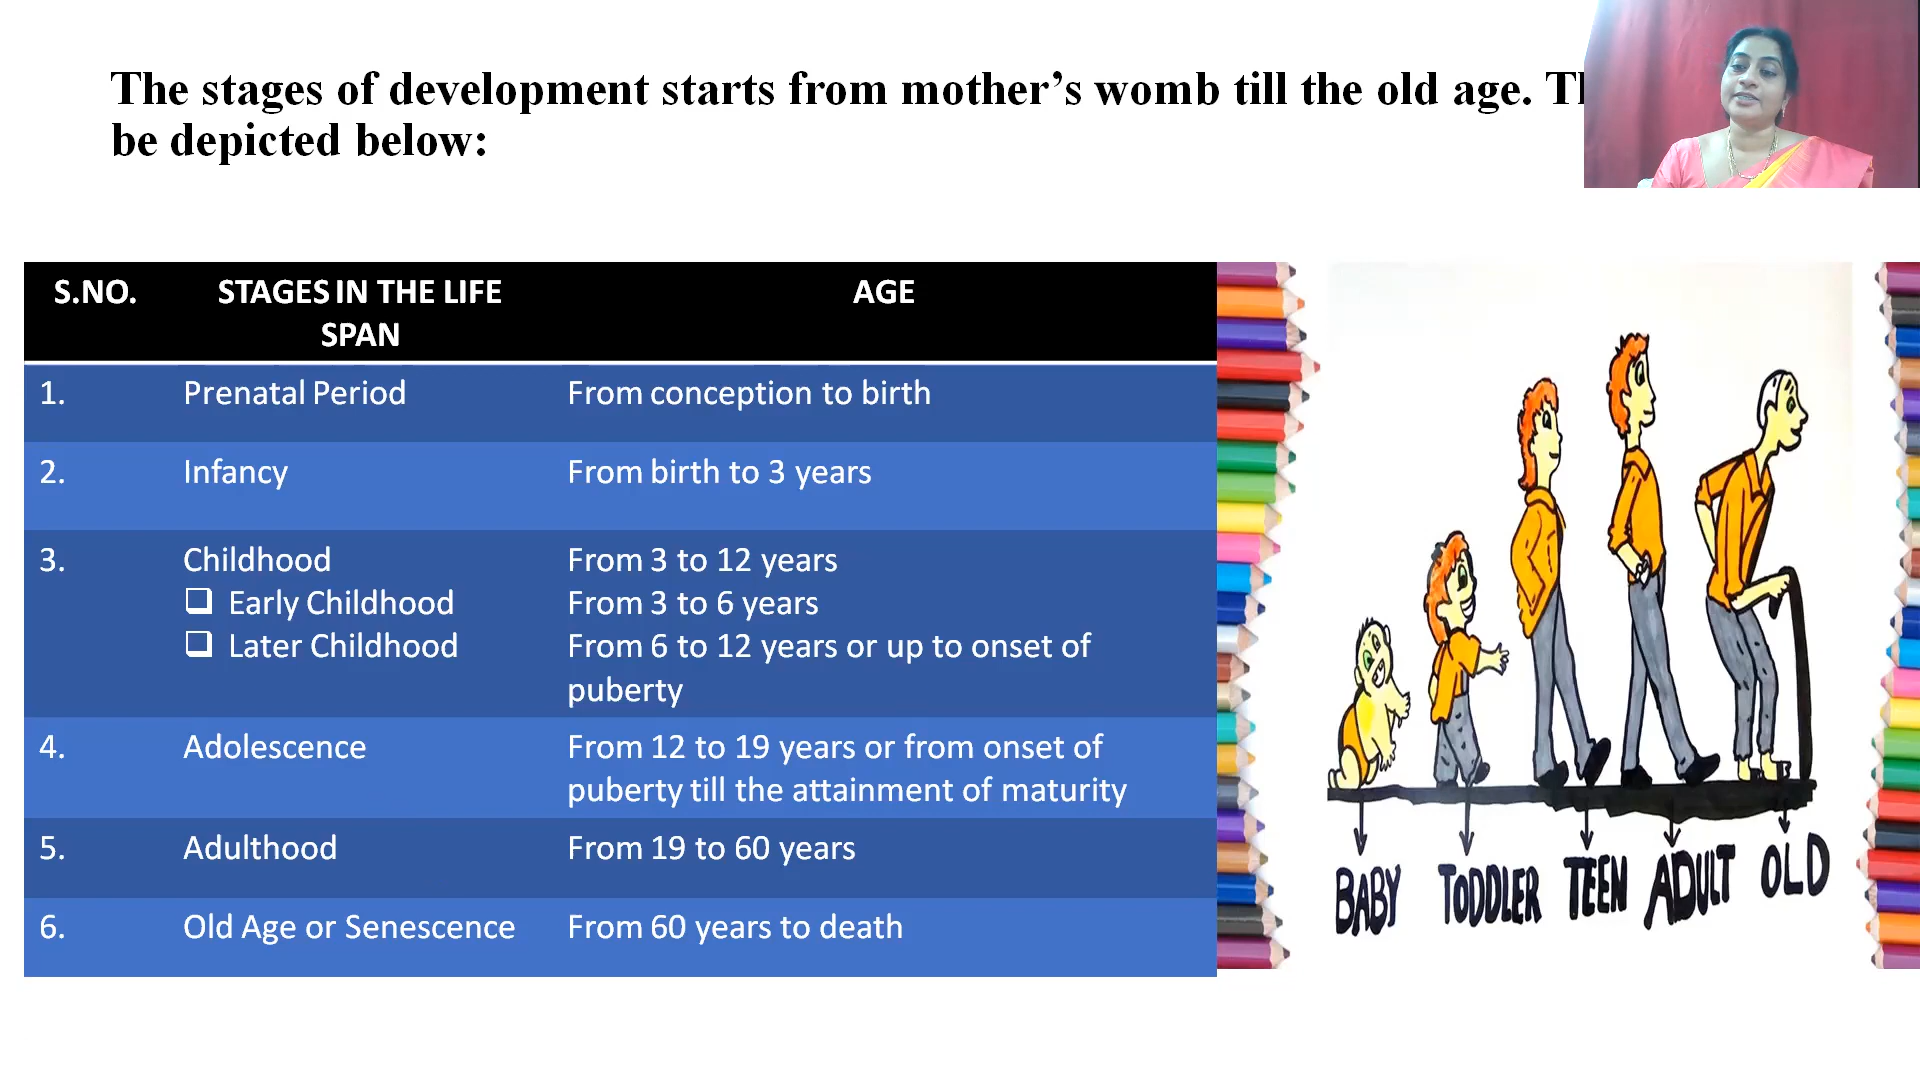 The stages of development starts from mother’s womb till the old age.
be depicted below:
S.NO. STAGES IN THE LIFE SPAN AGE
1. Prenatal Period From conception to birth
2. Infancy From birth to 3 years
3. Childhood From 3 to 12 years
❑ Early Childhood From 3 to 6 years
❑ Later Childhood From 6 to 12 years or up to onset of
puberty
4. Adolescence From 12 to 19 years or from onset of
puberty till the attainment of maturity
5. Adulthood From 19 to 60 years
6. Old Age or Senescence From 60 years to death
BABY TODDLER TEEN ADULT OLD